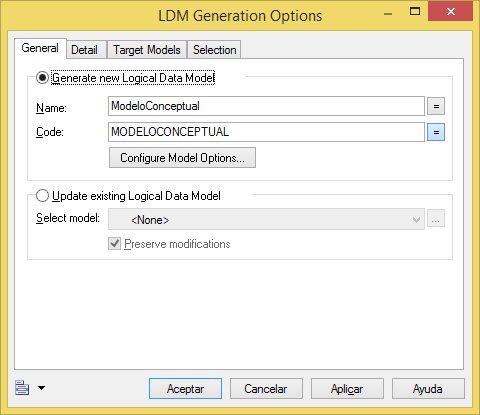 LDM Generation Options
General Detail Target Models Selection
Generate new Logical Data Model
Name: ModeloConceptual =
Code: MODELOCONCEPTUAL =
Configure Model Options...
Update existing Logical Data Model
Select model: <None> ...
Preserve modifications
Aceptar Cancelar Aplicar Ayuda